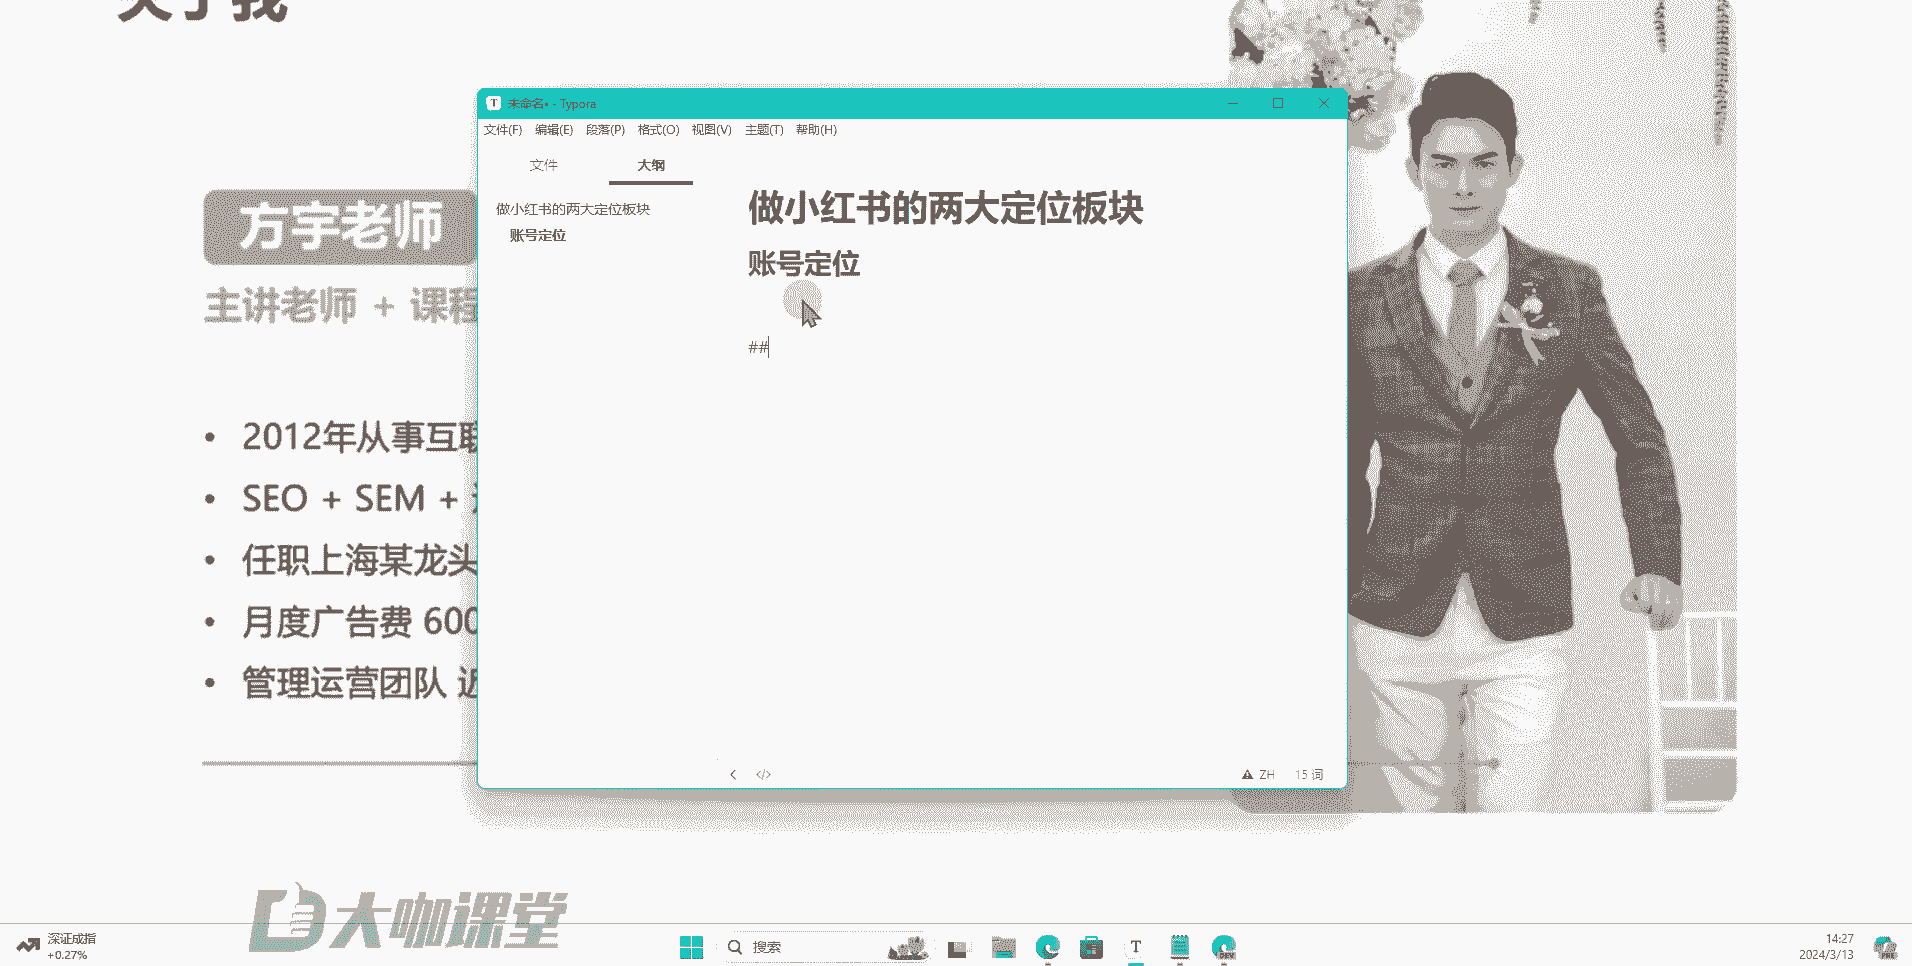 关于我
T 未命名• - Typora
文件(F) 编辑(E) 段落(P) 格式(O) 视图(V) 主题(T) 帮助(H)
文件 大纲
做小红书的两大定位板块
账号定位
做小红书的两大定位板块
账号定位
##
</> ZH 15 词
方宇老师
主讲老师 + 课程
• 2012年从事互联
• SEO + SEM +
• 任职上海某龙头
• 月度广告费 600
• 管理运营团队 近
大咖课堂
深证成指
+0.27%
搜索
T
DEV
14:27
2024/3/13
PRE